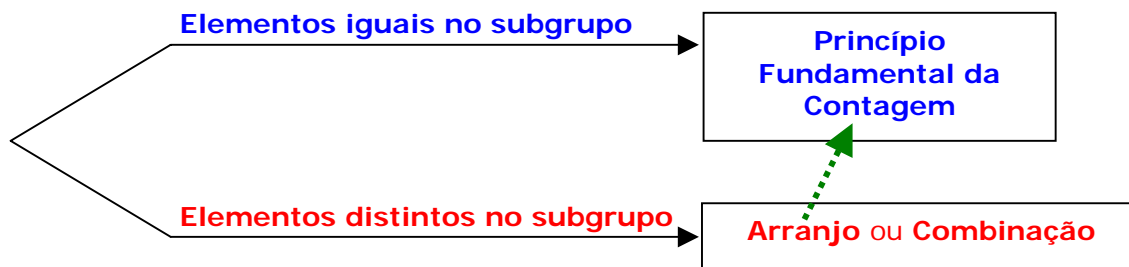 Elementos iguais no subgrupo
Princípio
Fundamental da
Contagem
Elementos distintos no subgrupo
Arranjo ou Combinação